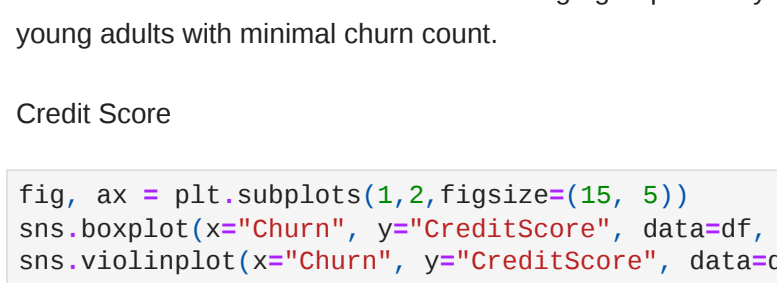 young adults with minimal churn count.
Credit Score
fig, ax = plt.subplots(1,2,figsize=(15, 5))
sns.boxplot(x="Churn", y="CreditScore", data=df,
sns.violinplot(x="Churn", y="CreditScore", data=